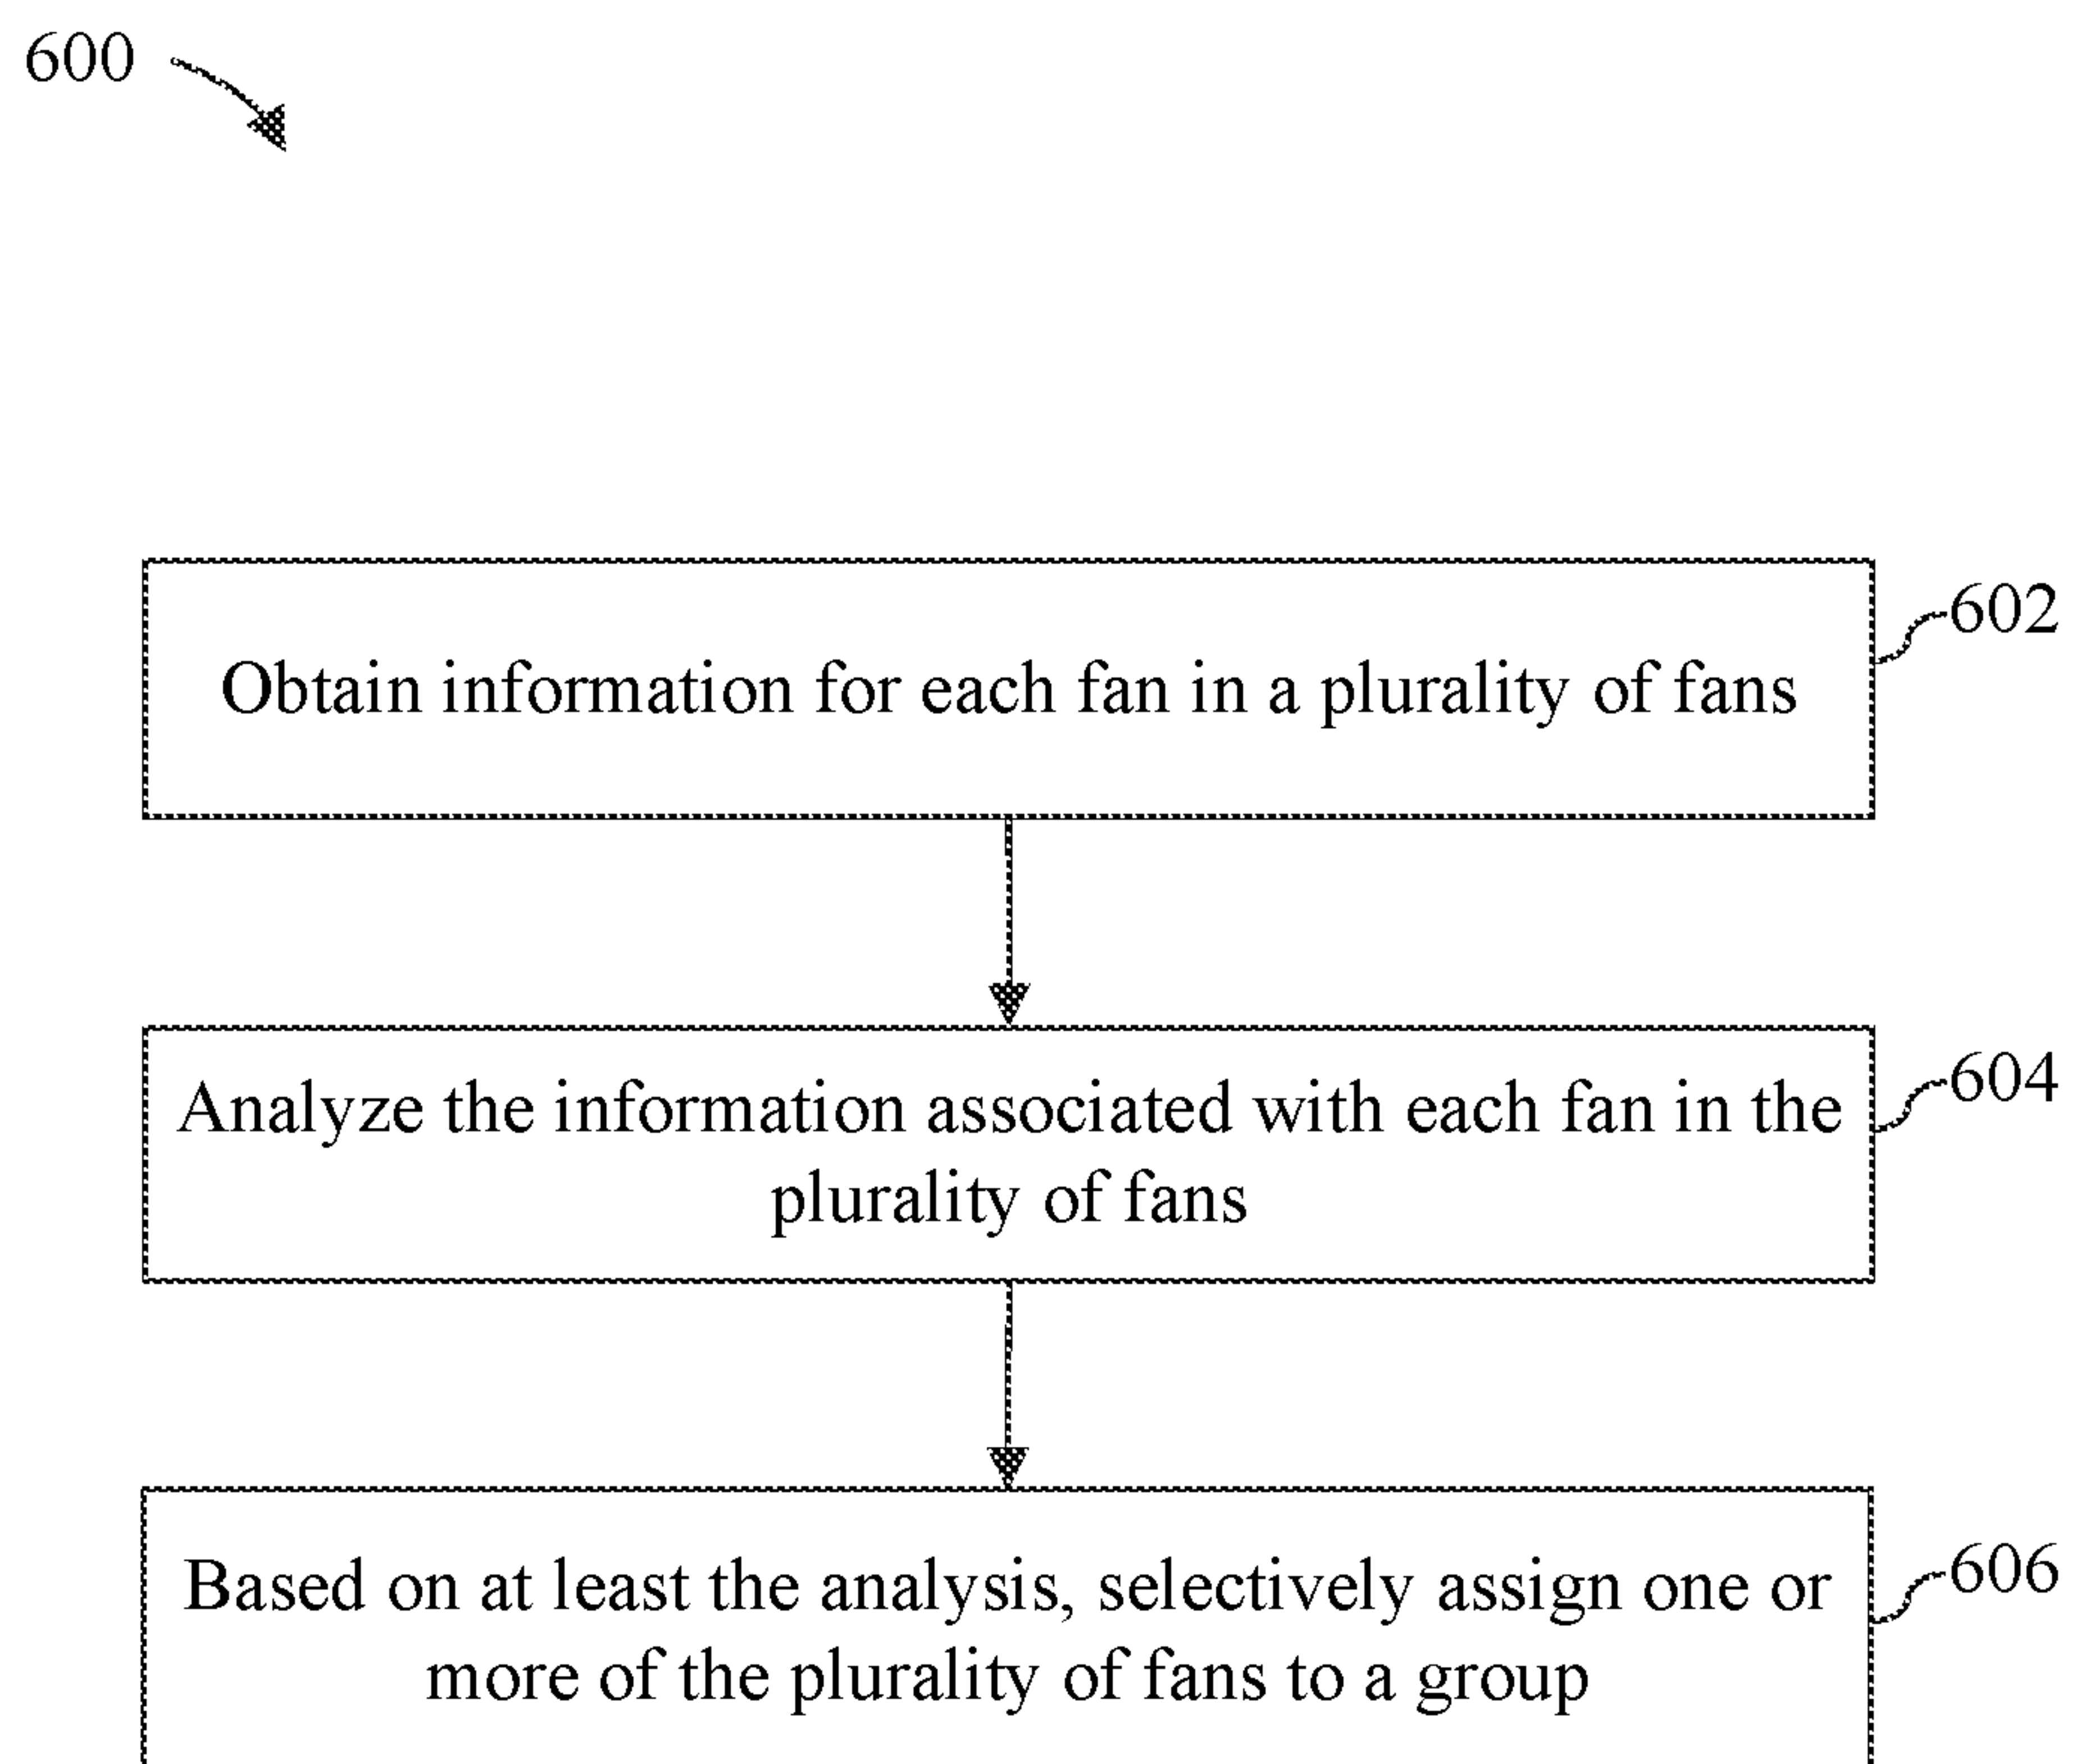 600
Obtain information for each fan in a plurality of fans
602
Analyze the information associated with each fan in the
plurality of fans
604
Based on at least the analysis, selectively assign one or
more of the plurality of fans to a group
606